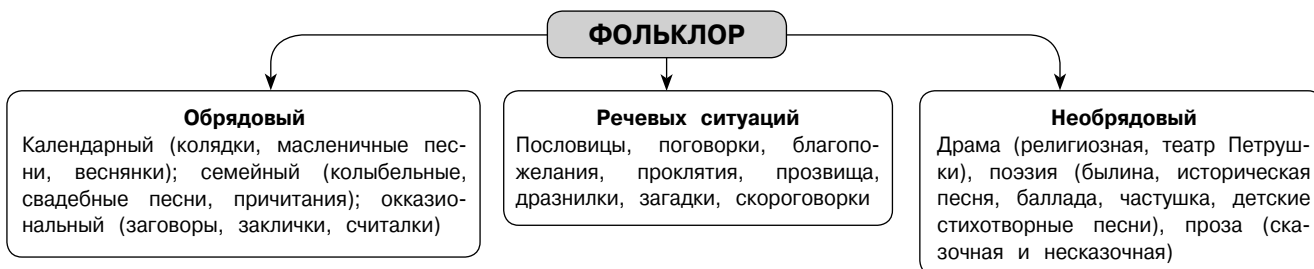 ФОЛЬКЛОР
Обрядовый
Календарный (колядки, масленичные пес-
ни, веснянки); семейный (колыбельные,
свадебные песни, причитания); окказио-
нальный (заговоры, заклички, считалки)
Речевых ситуаций
Пословицы, поговорки, благопо-
желания, проклятия, прозвища,
дразнилки, загадки, скороговорки
Необрядовый
Драма (религиозная, театр Петруш-
ки), поэзия (былина, историческая
песня, баллада, частушка, детские
стихотворные песни), проза (ска-
зочная и несказочная)